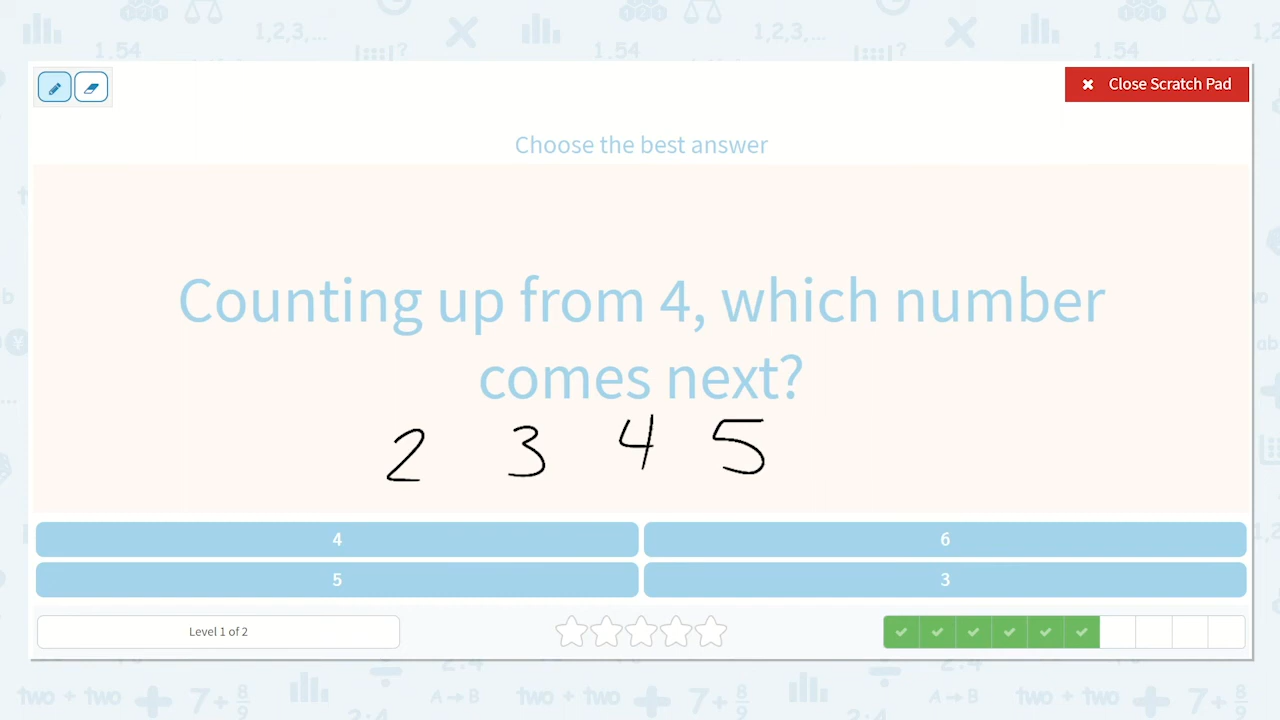 Close Scratch Pad
Choose the best answer
Counting up from 4, which number
comes next?
2 3 4 5
4 6
5 3
Level 1 of 2